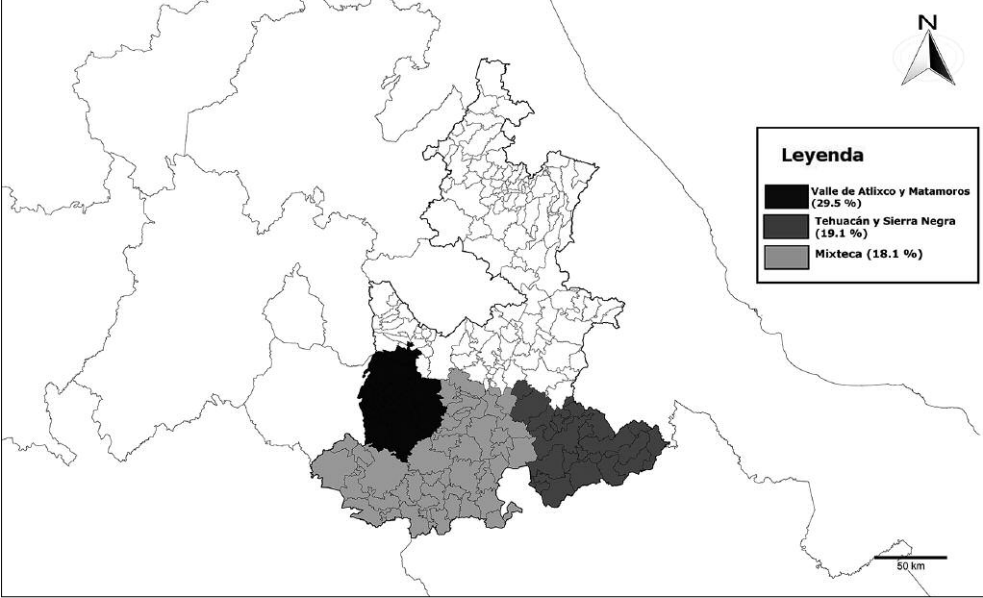 N
Leyenda
Valle de Atlixco y Matamoros
(29.5 %)
Tehuacán y Sierra Negra
(19.1 %)
Mixteca (18.1 %)
50 km